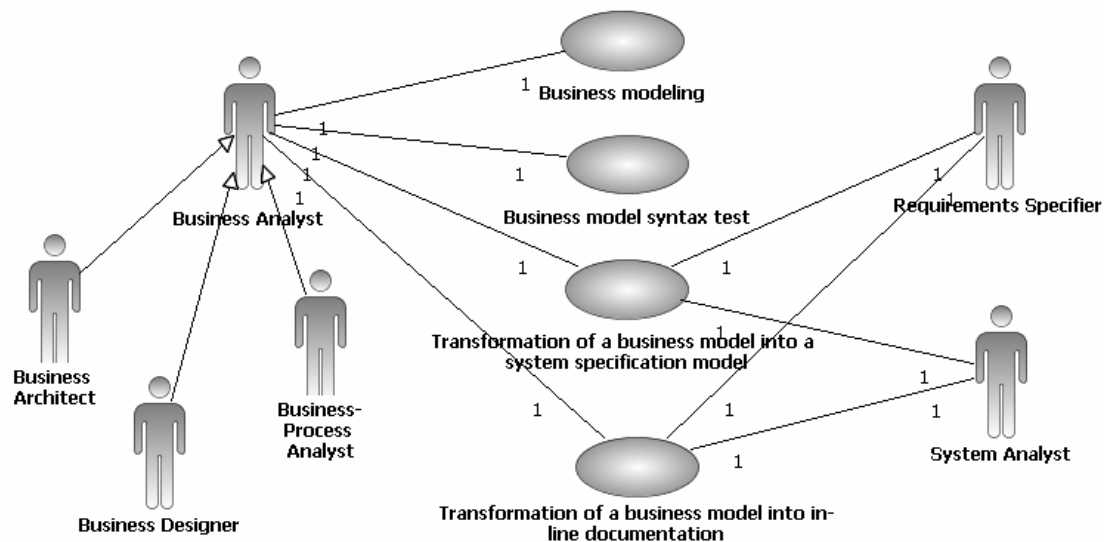 1
Business modeling
1
1
1
Business model syntax test
1
1
Business Analyst
1
1
Requirements Specifier
1
1
1
Transformation of a business model into a
system specification model
1
Business
Architect
Business-
Process
Analyst
1
1
1
1
1
System Analyst
Business Designer
Transformation of a business model into in-
line documentation